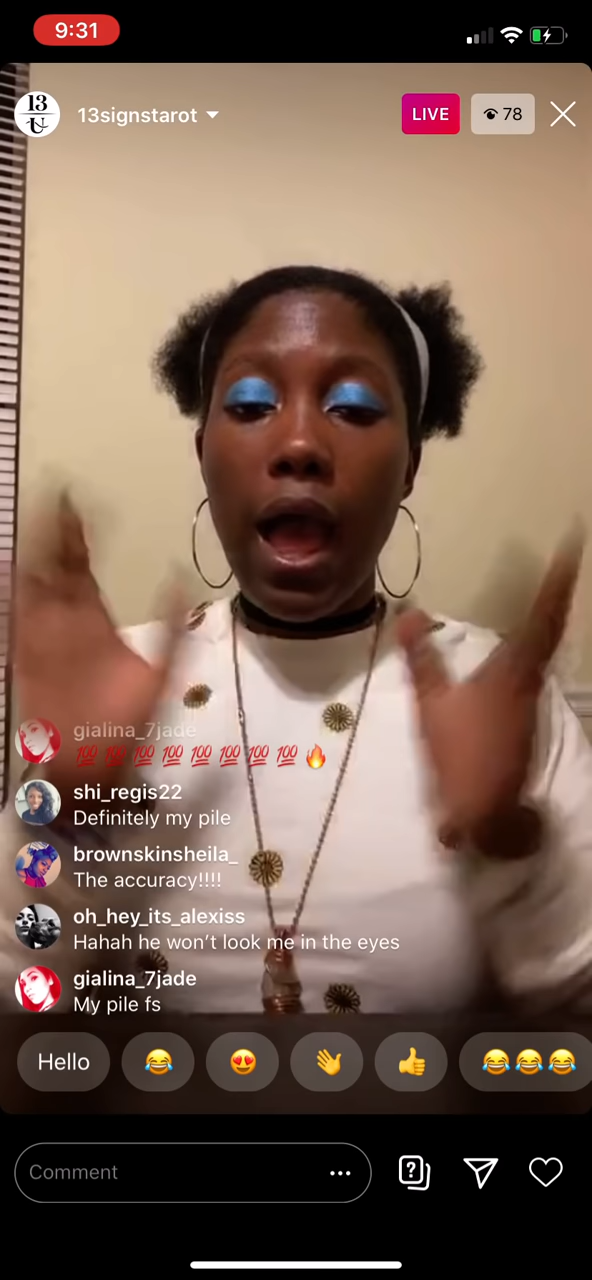 9:31
13
U
13signstarot
LIVE
78
gialina_7jade
💯💯💯💯💯💯💯💯🔥
shi_regis22
Definitely my pile
brownskinsheila_
The accuracy!!!!
oh_hey_its_alexiss
Hahah he won’t look me in the eyes
gialina_7jade
My pile fs
Hello 😂 😍 👋 👍 😂😂😂
Comment